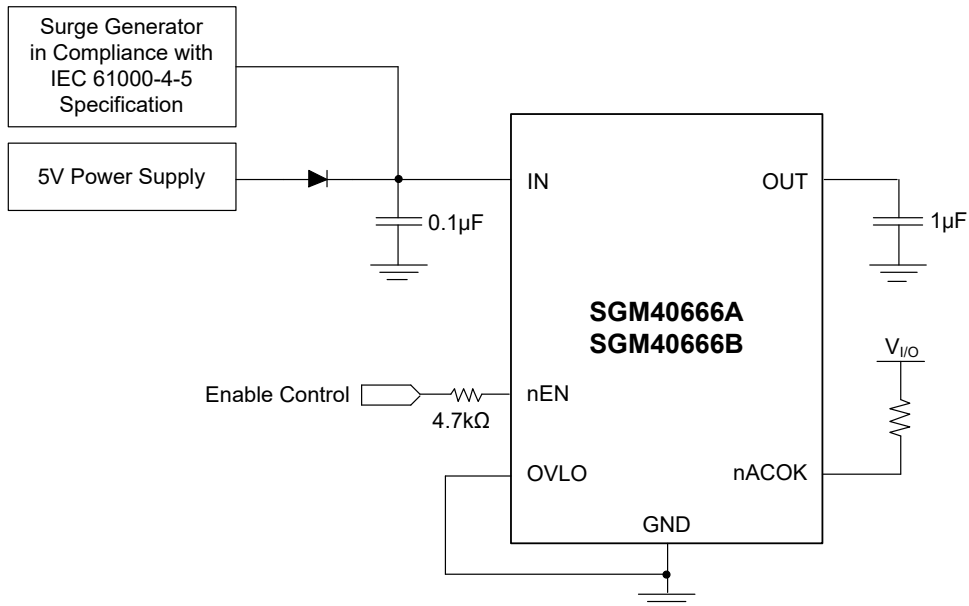 Surge Generator
in Compliance with
IEC 61000-4-5
Specification
5V Power Supply
IN
OUT
0.1µF
1µF
SGM40666A
SGM40666B
V_I/O
Enable Control
nEN
4.7kΩ
OVLO
nACOK
GND